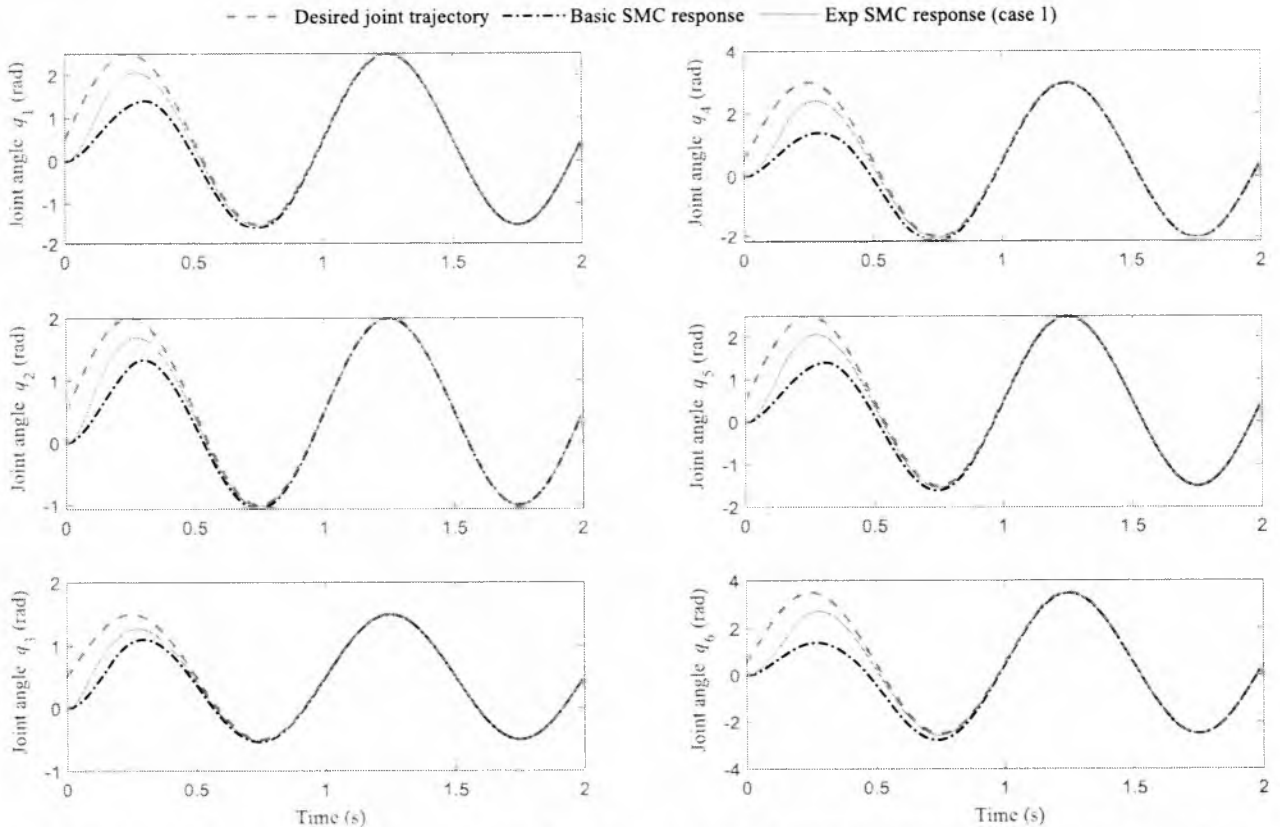 Desired joint trajectory Basic SMC response Exp SMC response (case 1)
Joint angle q1 (rad)
2
1
0
-1
-2
0 0.5 1 1.5 2
Joint angle q4 (rad)
4
2
0
-2
0 0.5 1 1.5 2
Joint angle q2 (rad)
2
1
0
-1
0 0.5 1 1.5 2
Joint angle q5 (rad)
2
1
0
-1
-2
0 0.5 1 1.5 2
Joint angle q3 (rad)
2
1
0
-1
0 0.5 1 1.5 2
Time (s)
Joint angle q6 (rad)
4
2
0
-2
-4
0 0.5 1 1.5 2
Time (s)